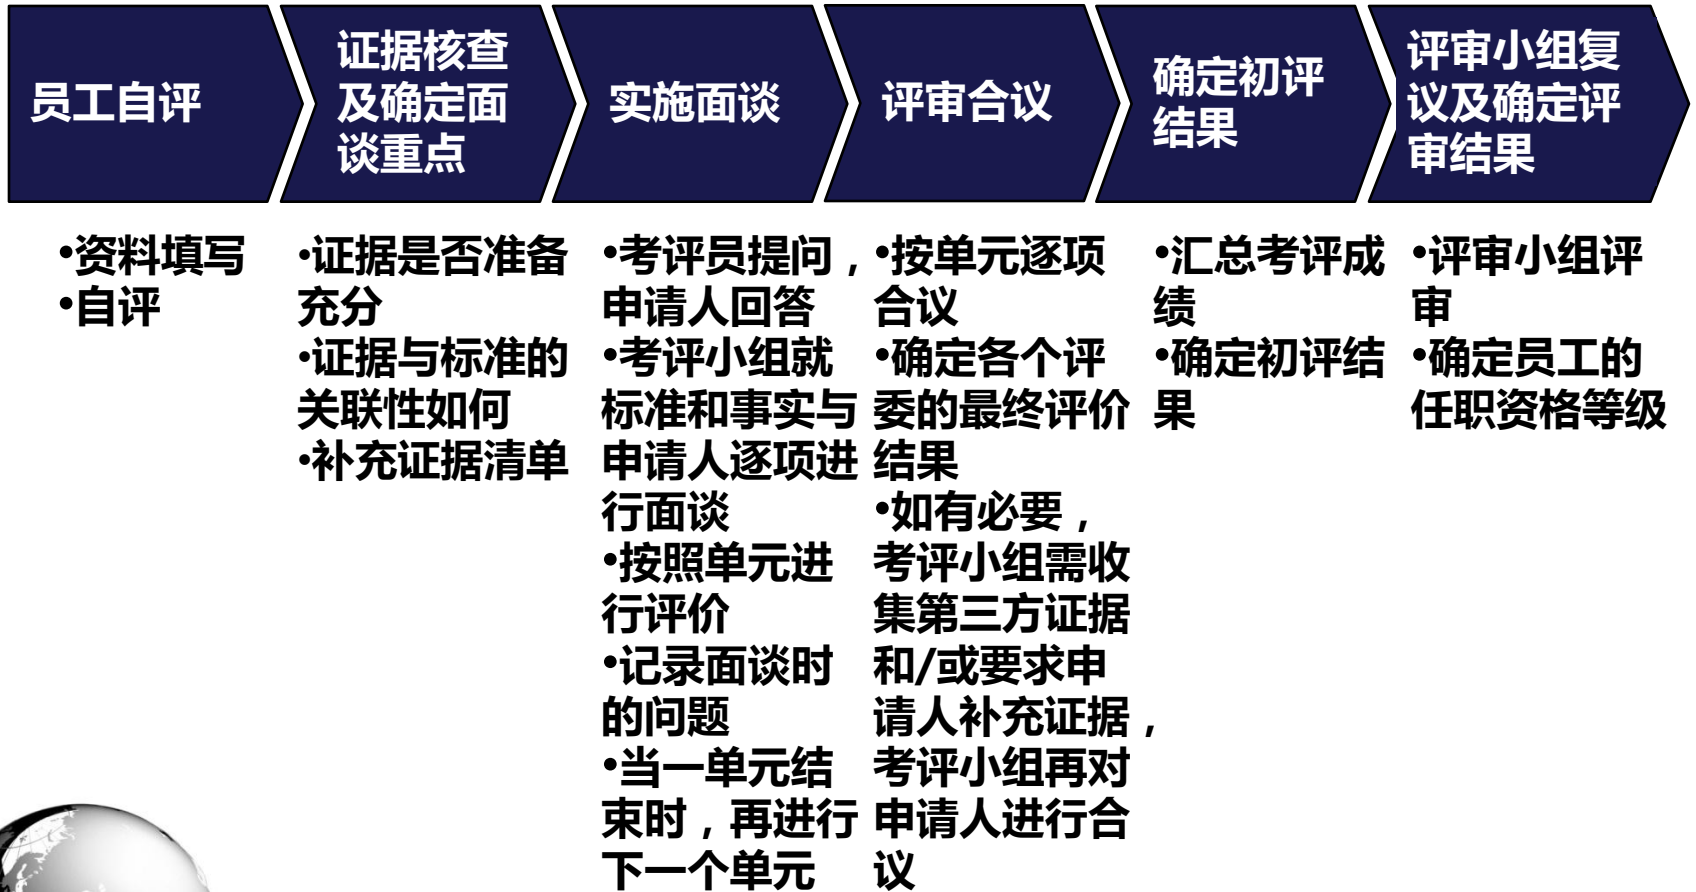 员工自评
证据核查
及确定面
谈重点
实施面谈
评审合议
确定初评
结果
评审小组复
议及确定评
审结果
•资料填写
•自评
•证据是否准备
充分
•证据与标准的
关联性如何
•补充证据清单
•考评员提问，
申请人回答
•考评小组就
标准和事实与
申请人逐项进
行面谈
•按照单元进
行评价
•记录面谈时
的问题
•当一单元结
束时，再进行
下一个单元
•按单元逐项
合议
•确定各个评
委的最终评价
结果
•如有必要，
考评小组需收
集第三方证据
和/或要求申
请人补充证据，
考评小组再对
申请人进行合
议
•汇总考评成
绩
•确定初评结
果
•评审小组评
审
•确定员工的
任职资格等级